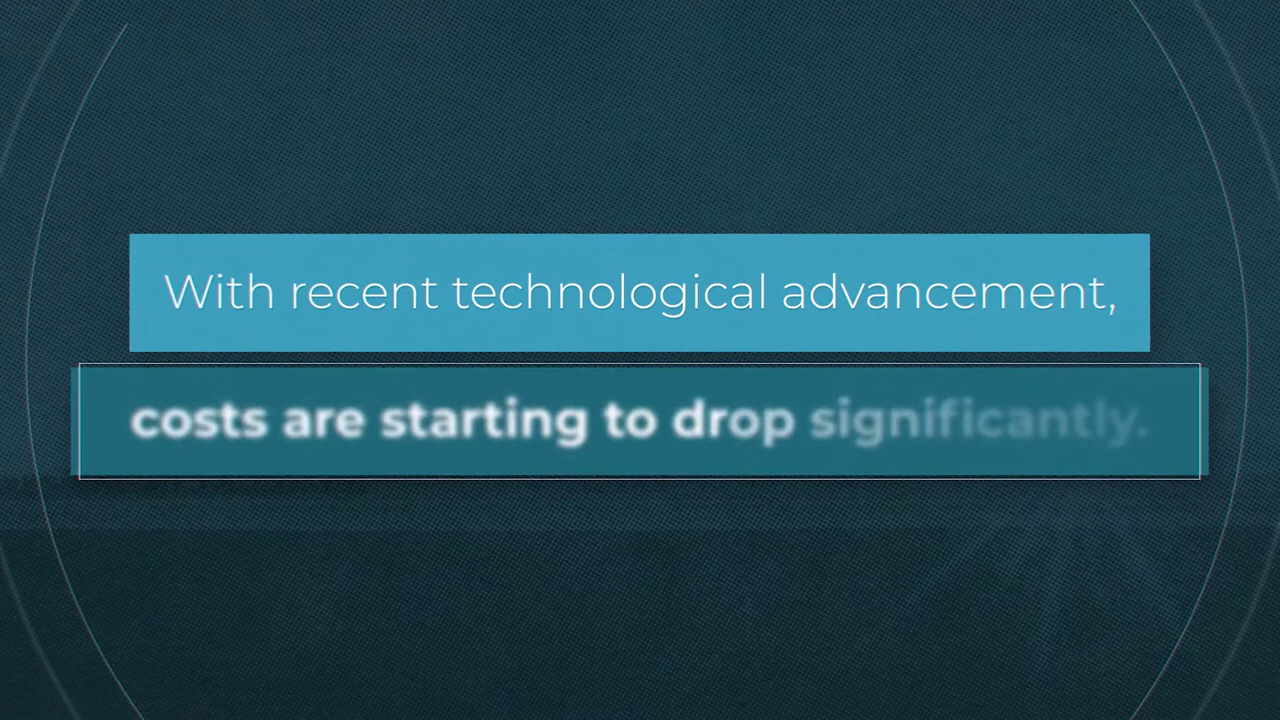 With recent technological advancement,
costs are starting to drop significantly.